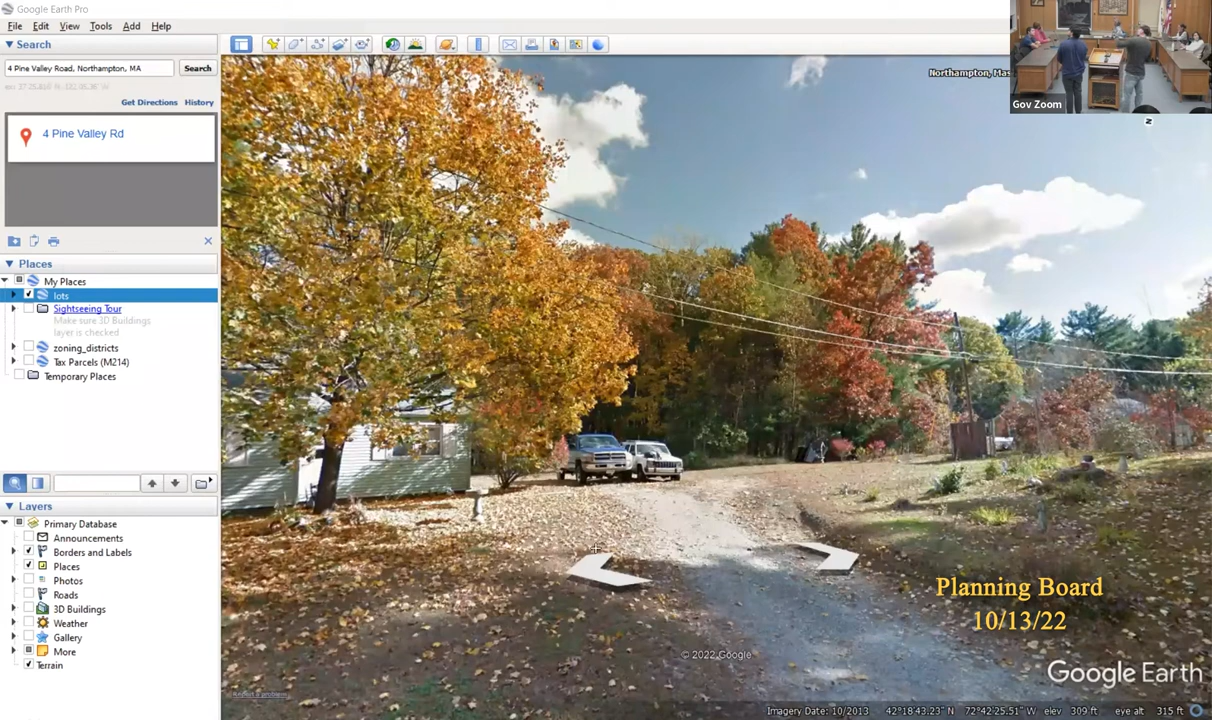 Google Earth Pro
File Edit View Tools Add Help
Search
4 Pine Valley Road, Northampton, MA
Search
Get Directions History
4 Pine Valley Rd
Places
My Places
lots
Sightseeing Tour
Make sure 3D Buildings
layer is checked
zoning_districts
Tax Parcels (M214)
Temporary Places
Layers
Primary Database
Announcements
Borders and Labels
Places
Photos
Roads
3D Buildings
Weather
Gallery
More
Terrain
Northampton, Mas
Gov Zoom
N
Planning Board
10/13/22
© 2022 Google
Google Earth
Report a problem
Imagery Date: 10/2013 42°18'43.23" N 72°42'25.51" W elev 309 ft eye alt 315 ft